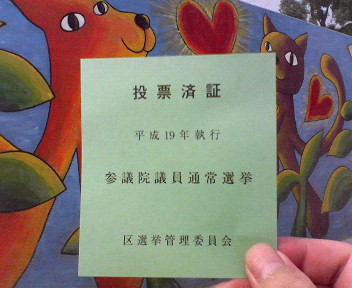 投票済証
平成19年執行
参議院議員通常選挙
区選挙管理委員会